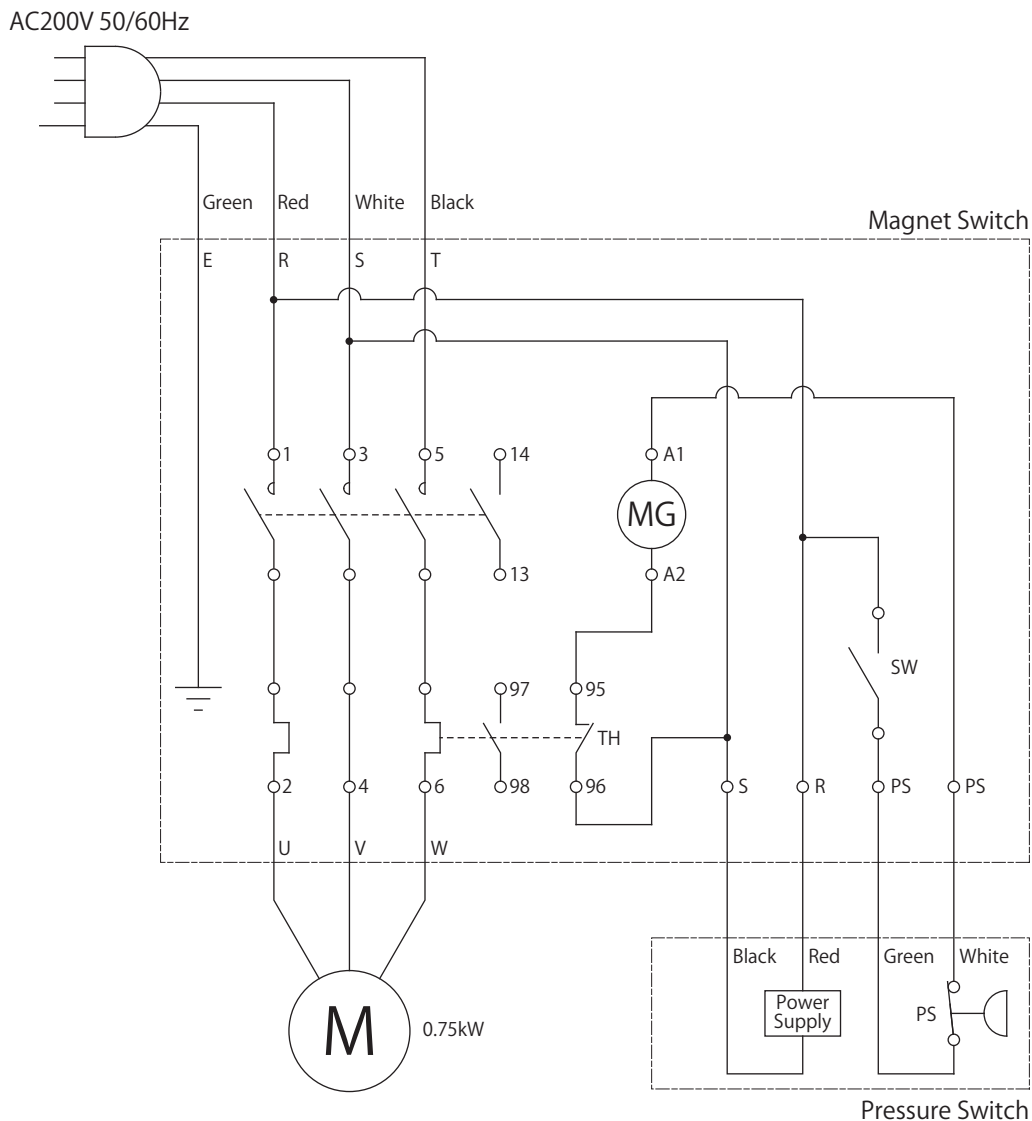 AC200V 50/60Hz
Green Red White Black
Magnet Switch
E R S T
1 3 5 14 A1
MG
13 A2
SW
97 95
TH
2 4 6 98 96 S R PS PS
U V W
Black Red Green White
Power
Supply
PS
M 0.75kW
Pressure Switch